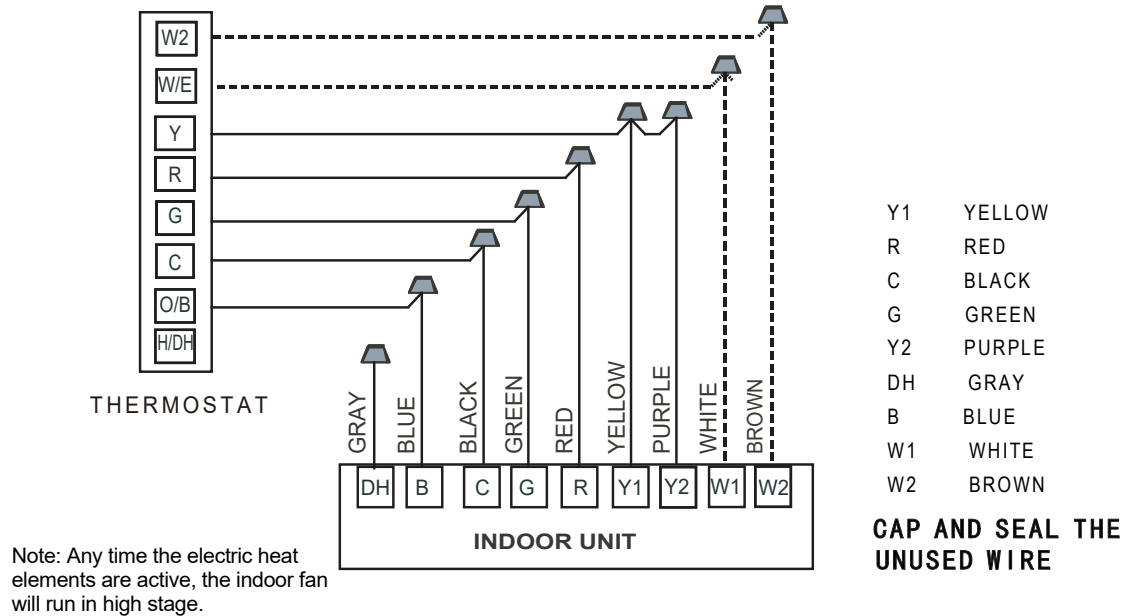 W2
W/E
Y
R
G
C
O/B
H/DH
THERMOSTAT
GRAY
BLUE
BLACK
GREEN
RED
YELLOW
PURPLE
WHITE
BROWN
DH B C G R Y1 Y2 W1 W2
INDOOR UNIT
Note: Any time the electric heat
elements are active, the indoor fan
will run in high stage.
Y1 YELLOW
R RED
C BLACK
G GREEN
Y2 PURPLE
DH GRAY
B BLUE
W1 WHITE
W2 BROWN
CAP AND SEAL THE
UNUSED WIRE